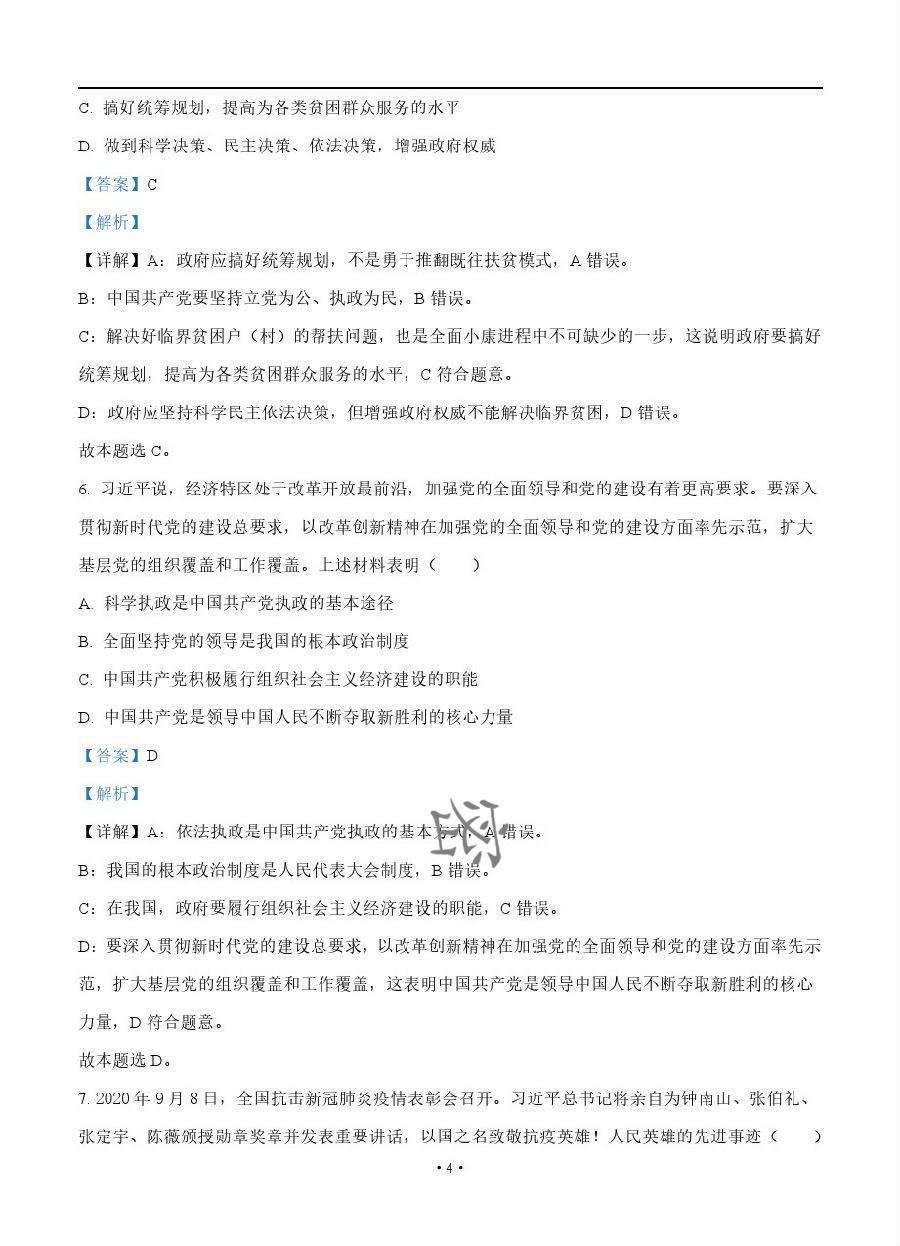 C. 搞好统筹规划，提高为各类贫困群众服务的水平
D. 做到科学决策、民主决策、依法决策，增强政府权威
【答案】C
【解析】
【详解】A：政府应搞好统筹规划，不是勇于推翻既往扶贫模式，A 错误。
B：中国共产党要坚持立党为公、执政为民，B 错误。
C：解决好临界贫困户（村）的帮扶问题，也是全面小康进程中不可缺少的一步，这说明政府要搞好
统筹规划，提高为各类贫困群众服务的水平，C 符合题意。
D：政府应坚持科学民主依法决策，但增强政府权威不能解决临界贫困，D 错误。
故本题选 C。
6. 习近平说，经济特区处于改革开放最前沿，加强党的全面领导和党的建设有着更高要求。要深入
贯彻新时代党的建设总要求，以改革创新精神在加强党的全面领导和党的建设方面率先示范，扩大
基层党的组织覆盖和工作覆盖。上述材料表明（　　）
A. 科学执政是中国共产党执政的基本途径
B. 全面坚持党的领导是我国的根本政治制度
C. 中国共产党积极履行组织社会主义经济建设的职能
D. 中国共产党是领导中国人民不断夺取新胜利的核心力量
【答案】D
【解析】
【详解】A：依法执政是中国共产党执政的基本方式，A 错误。
B：我国的根本政治制度是人民代表大会制度，B 错误。
C：在我国，政府要履行组织社会主义经济建设的职能，C 错误。
D：要深入贯彻新时代党的建设总要求，以改革创新精神在加强党的全面领导和党的建设方面率先示
范，扩大基层党的组织覆盖和工作覆盖，这表明中国共产党是领导中国人民不断夺取新胜利的核心
力量，D 符合题意。
故本题选 D。
7. 2020 年 9 月 8 日，全国抗击新冠肺炎疫情表彰会召开。习近平总书记将亲自为钟南山、张伯礼、
张定宇、陈薇颁授勋章奖章并发表重要讲话，以国之名致敬抗疫英雄！人民英雄的先进事迹（　　）
• 4 •